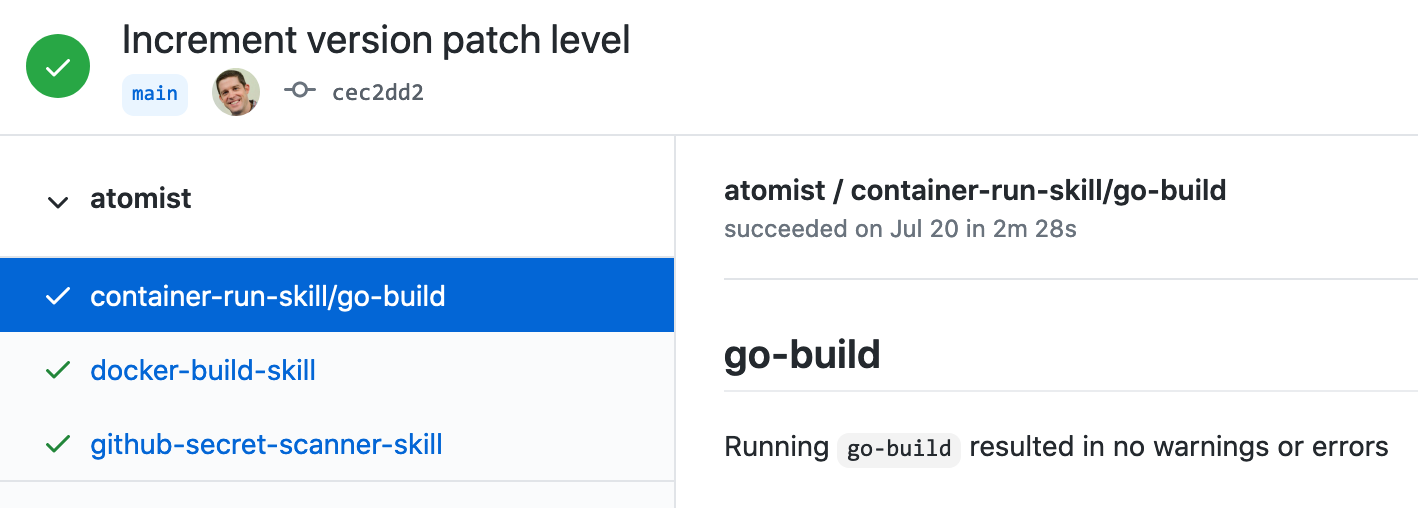 Increment version patch level
main cec2dd2
atomist
container-run-skill/go-build
docker-build-skill
github-secret-scanner-skill
atomist / container-run-skill/go-build
succeeded on Jul 20 in 2m 28s
go-build
Running go-build resulted in no warnings or errors